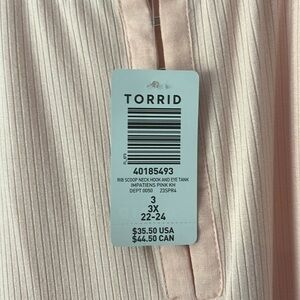 TORRID
40185493
RIB SCOOP NECK HOOK AND EYE TANK
IMPATIENS PINK RH
DEPT 0050 23SPR4
3
3X
22-24
$35.50 USA
$44.50 CAN